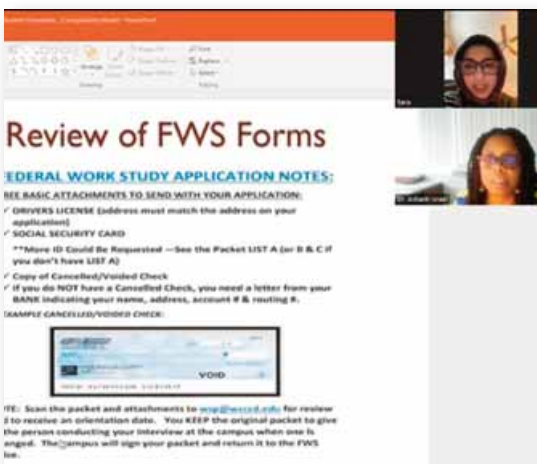 Arrange
Review of FWS Forms
FEDERAL WORK STUDY APPLICATION NOTES:
REE BASIC ATTACHMENTS TO SEND WITH YOUR APPLICATION:
✓ DRIVERS LICENSE (address must match the address on your
application)
✓ SOCIAL SECURITY CARD
**More ID Could Be Requested —See the Packet LIST A (or B & C if
you don't have LIST A)
✓ Copy of Cancelled/Voided Check
✓ If you do NOT have a Cancelled Check, you need a letter from your
BANK indicating your name, address, account # & routing #.
EXAMPLE CANCELLED/VOIDED CHECK:
VOID
TE: Scan the packet and attachments to for review
to receive an orientation date. You KEEP the original packet to give
the person conducting your interview at the campus when one is
anged. The campus will sign your packet and return it to the FWS
Sara